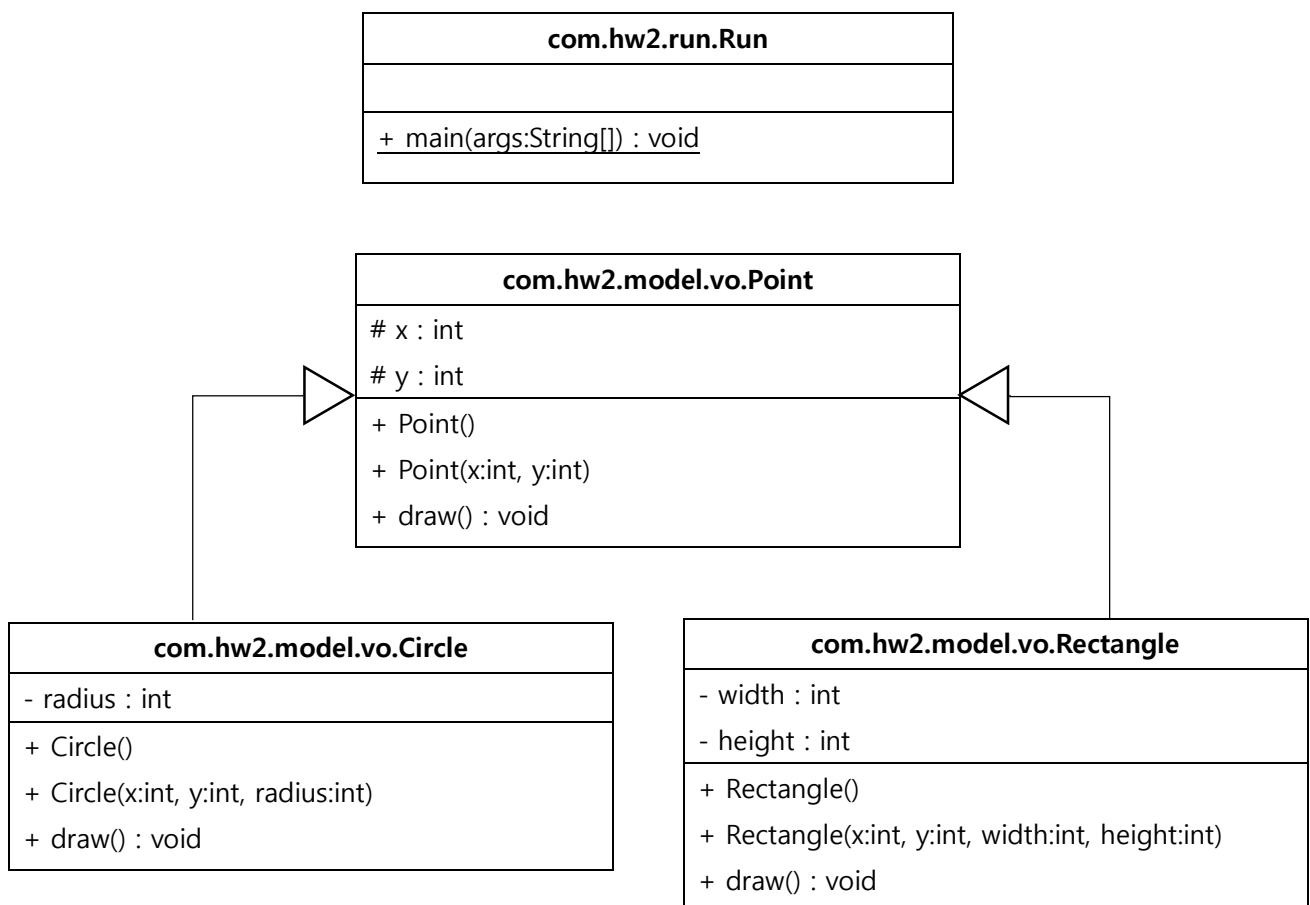 com.hw2.run.Run
+ main(args:String[]) : void
com.hw2.model.vo.Point
# x : int
# y : int
+ Point()
+ Point(x:int, y:int)
+ draw() : void
com.hw2.model.vo.Circle
- radius : int
+ Circle()
+ Circle(x:int, y:int, radius:int)
+ draw() : void
com.hw2.model.vo.Rectangle
- width : int
- height : int
+ Rectangle()
+ Rectangle(x:int, y:int, width:int, height:int)
+ draw() : void